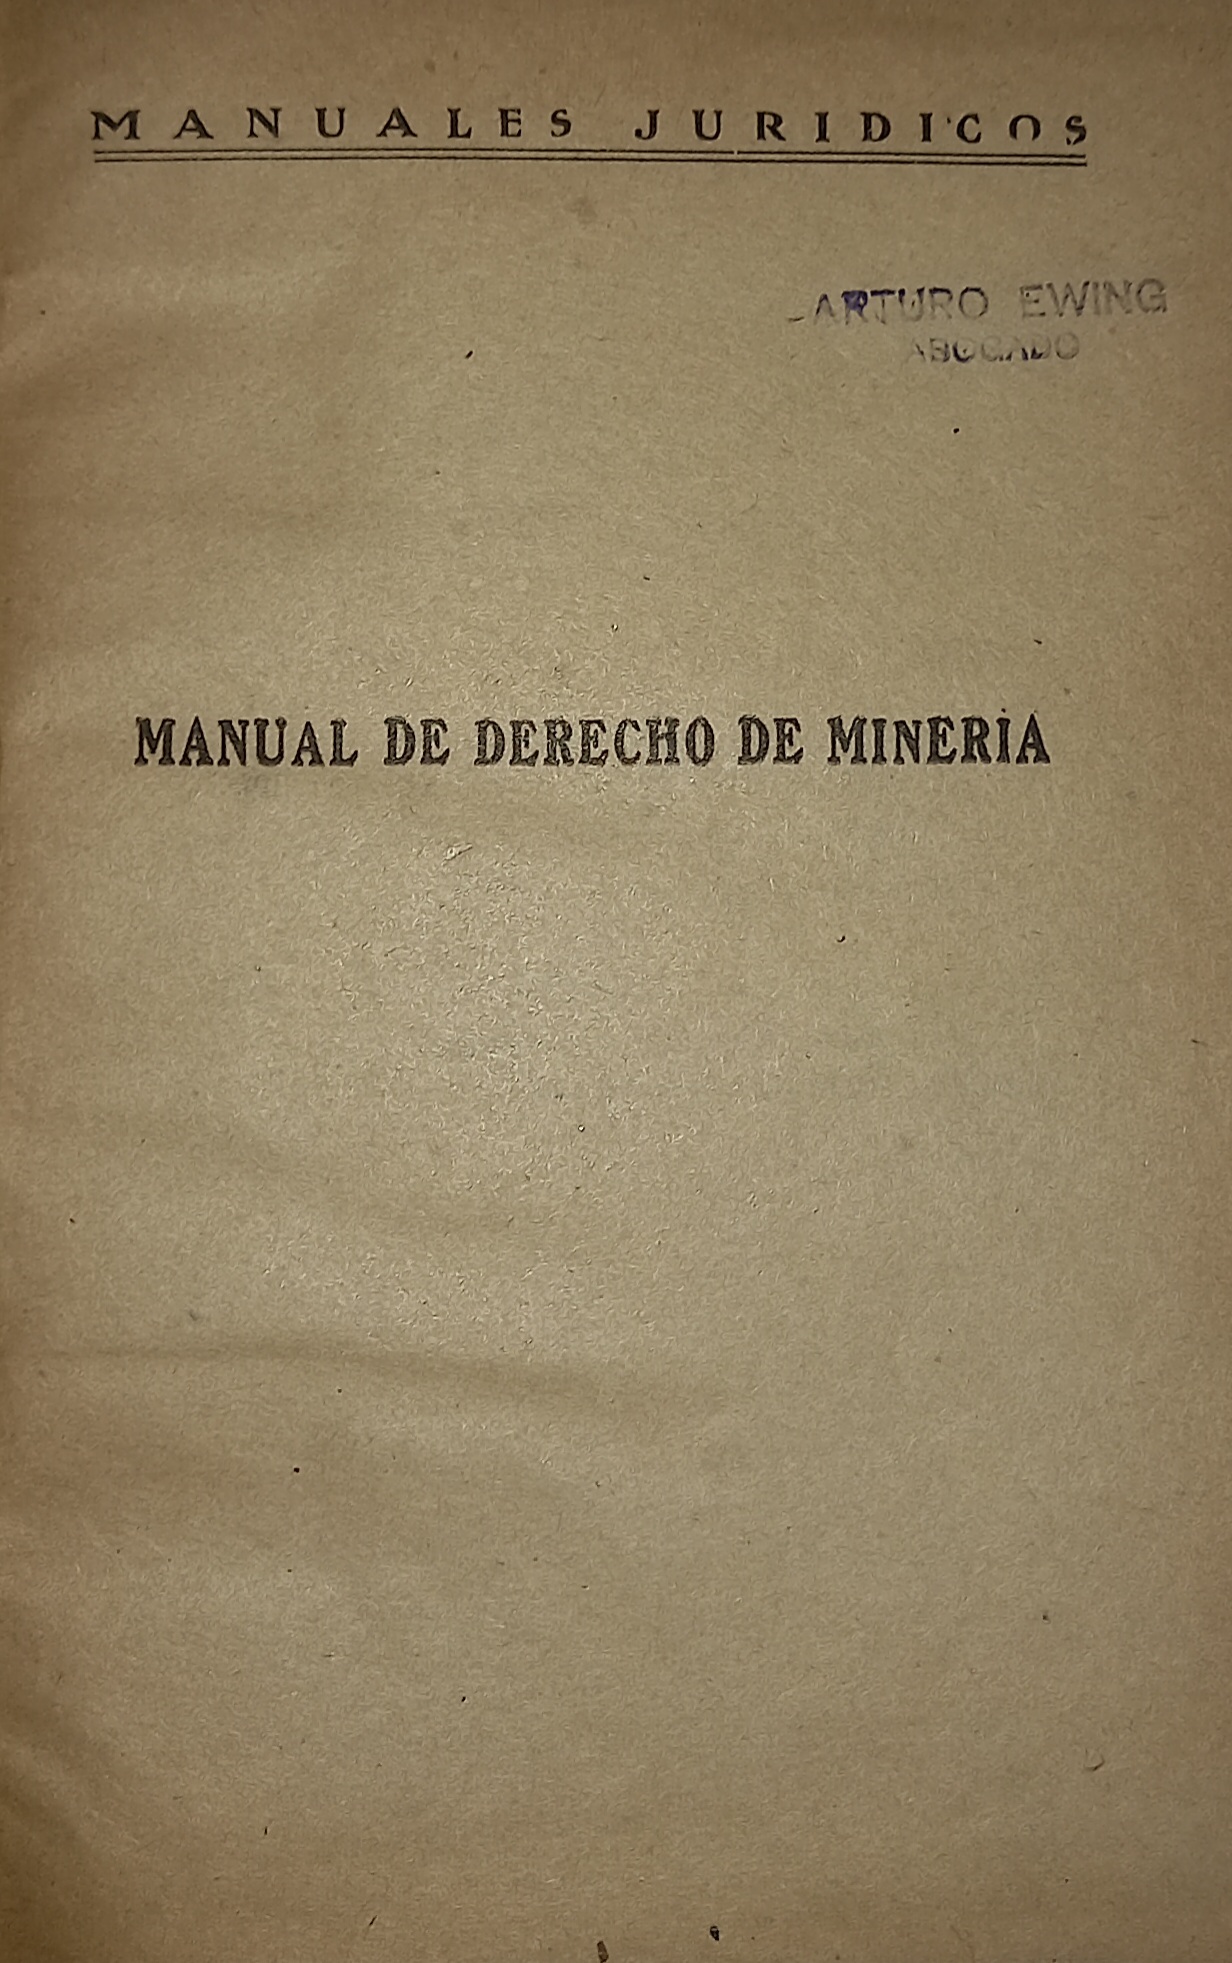 MANUALES JURIDICOS
ARTURO EWING
ABOGADO
MANUAL DE DERECHO DE MINERIA